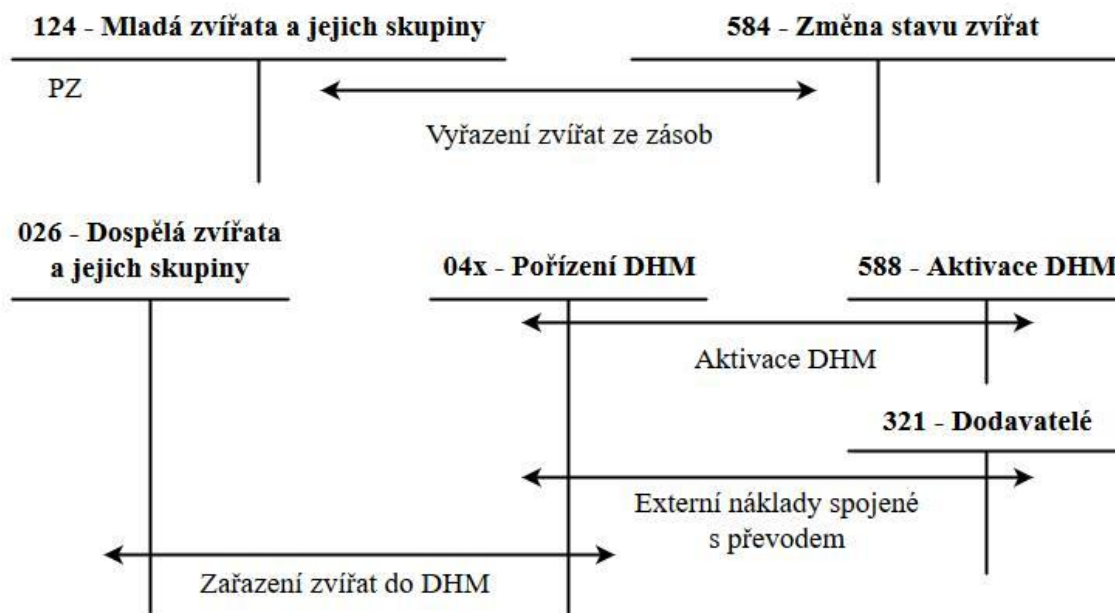 124 - Mladá zvířata a jejich skupiny
584 - Změna stavu zvířat
PZ
Vyřazení zvířat ze zásob
026 - Dospělá zvířata
a jejich skupiny
04x - Pořízení DHM
588 - Aktivace DHM
Aktivace DHM
321 - Dodavatelé
Externí náklady spojené
s převodem
Zařazení zvířat do DHM